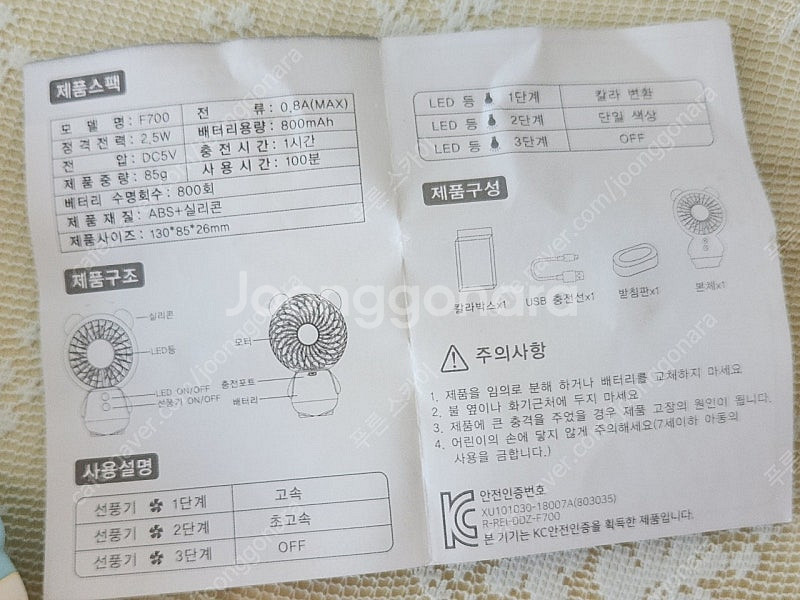 제품스팩
모 델 명 : F700
전 류 : 0.8A(MAX)
정 격 전 력 : 2.5W
배터리용량 : 800mAh
전 압 : DC5V
충 전 시 간 : 1시간
제 품 중 량 : 85g
사 용 시 간 : 100분
배터리 수명회수 : 800회
제 품 재 질 : ABS+실리콘
제품사이즈 : 130*85*26mm
제품구조
실리콘
LED등
LED ON/OFF
선풍기 ON/OFF
모터
충전포트
배터리
사용설명
선풍기 1단계 고속
선풍기 2단계 초고속
선풍기 3단계 OFF
LED 등 1단계 칼라 변환
LED 등 2단계 단일 색상
LED 등 3단계 OFF
제품구성
칼라박스x1
USB 충전선x1
받침판x1
본체x1
주의사항
1. 제품을 임의로 분해 하거나 배터리를 교체하지 마세요
2. 불 옆이나 화기근처에 두지 마세요
3. 제품에 큰 충격을 주었을 경우 제품 고장의 원인이 됩니다.
4. 어린이의 손에 닿지 않게 주의해세요(7세이하 아동의
사용을 금합니다.)
안전인증번호
XU101030-18007A(803035)
R-REI-DDZ-F700
본 기기는 KC안전인증을 획득한 제품입니다.
Joonggonara